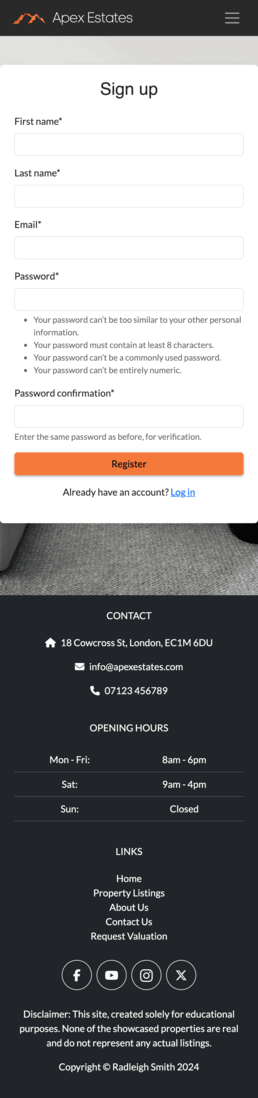 Apex Estates
Sign up
First name*
Last name*
Email*
Password*
• Your password can't be too similar to your other personal
information.
• Your password must contain at least 8 characters.
• Your password can't be a commonly used password.
• Your password can't be entirely numeric.
Password confirmation*
Enter the same password as before, for verification.
Register
Already have an account? Log in
CONTACT
18 Cowcross St, London, EC1M 6DU
info@apexestates.com
07123 456789
OPENING HOURS
Mon - Fri: 8am - 6pm
Sat: 9am - 4pm
Sun: Closed
LINKS
Home
Property Listings
About Us
Contact Us
Request Valuation
Disclaimer: This site, created solely for educational
purposes. None of the showcased properties are real
and do not represent any actual listings.
Copyright © Radleigh Smith 2024